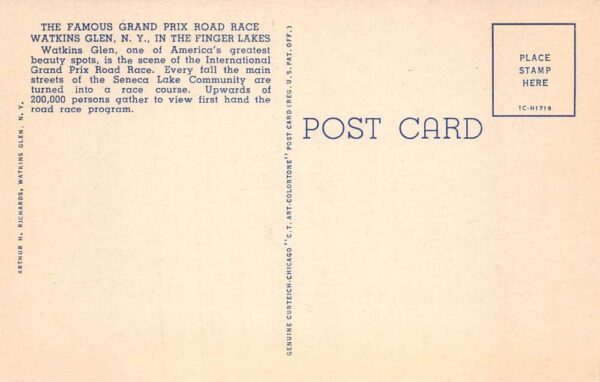 THE FAMOUS GRAND PRIX ROAD RACE
WATKINS GLEN, N. Y., IN THE FINGER LAKES
Watkins Glen, one of America's greatest
beauty spots, is the scene of the International
Grand Prix Road Race. Every fall the main
streets of the Seneca Lake Community are
turned into a race course. Upwards of
200,000 persons gather to view first hand the
road race program.
ARTHUR H. RICHARDS, WATKINS GLEN, N. Y.
GENUINE CURTEICH-CHICAGO "C.T. ART-COLORTONE" POST CARD (REG. U.S. PAT. OFF.)
POST CARD
PLACE
STAMP
HERE
1C-H1719